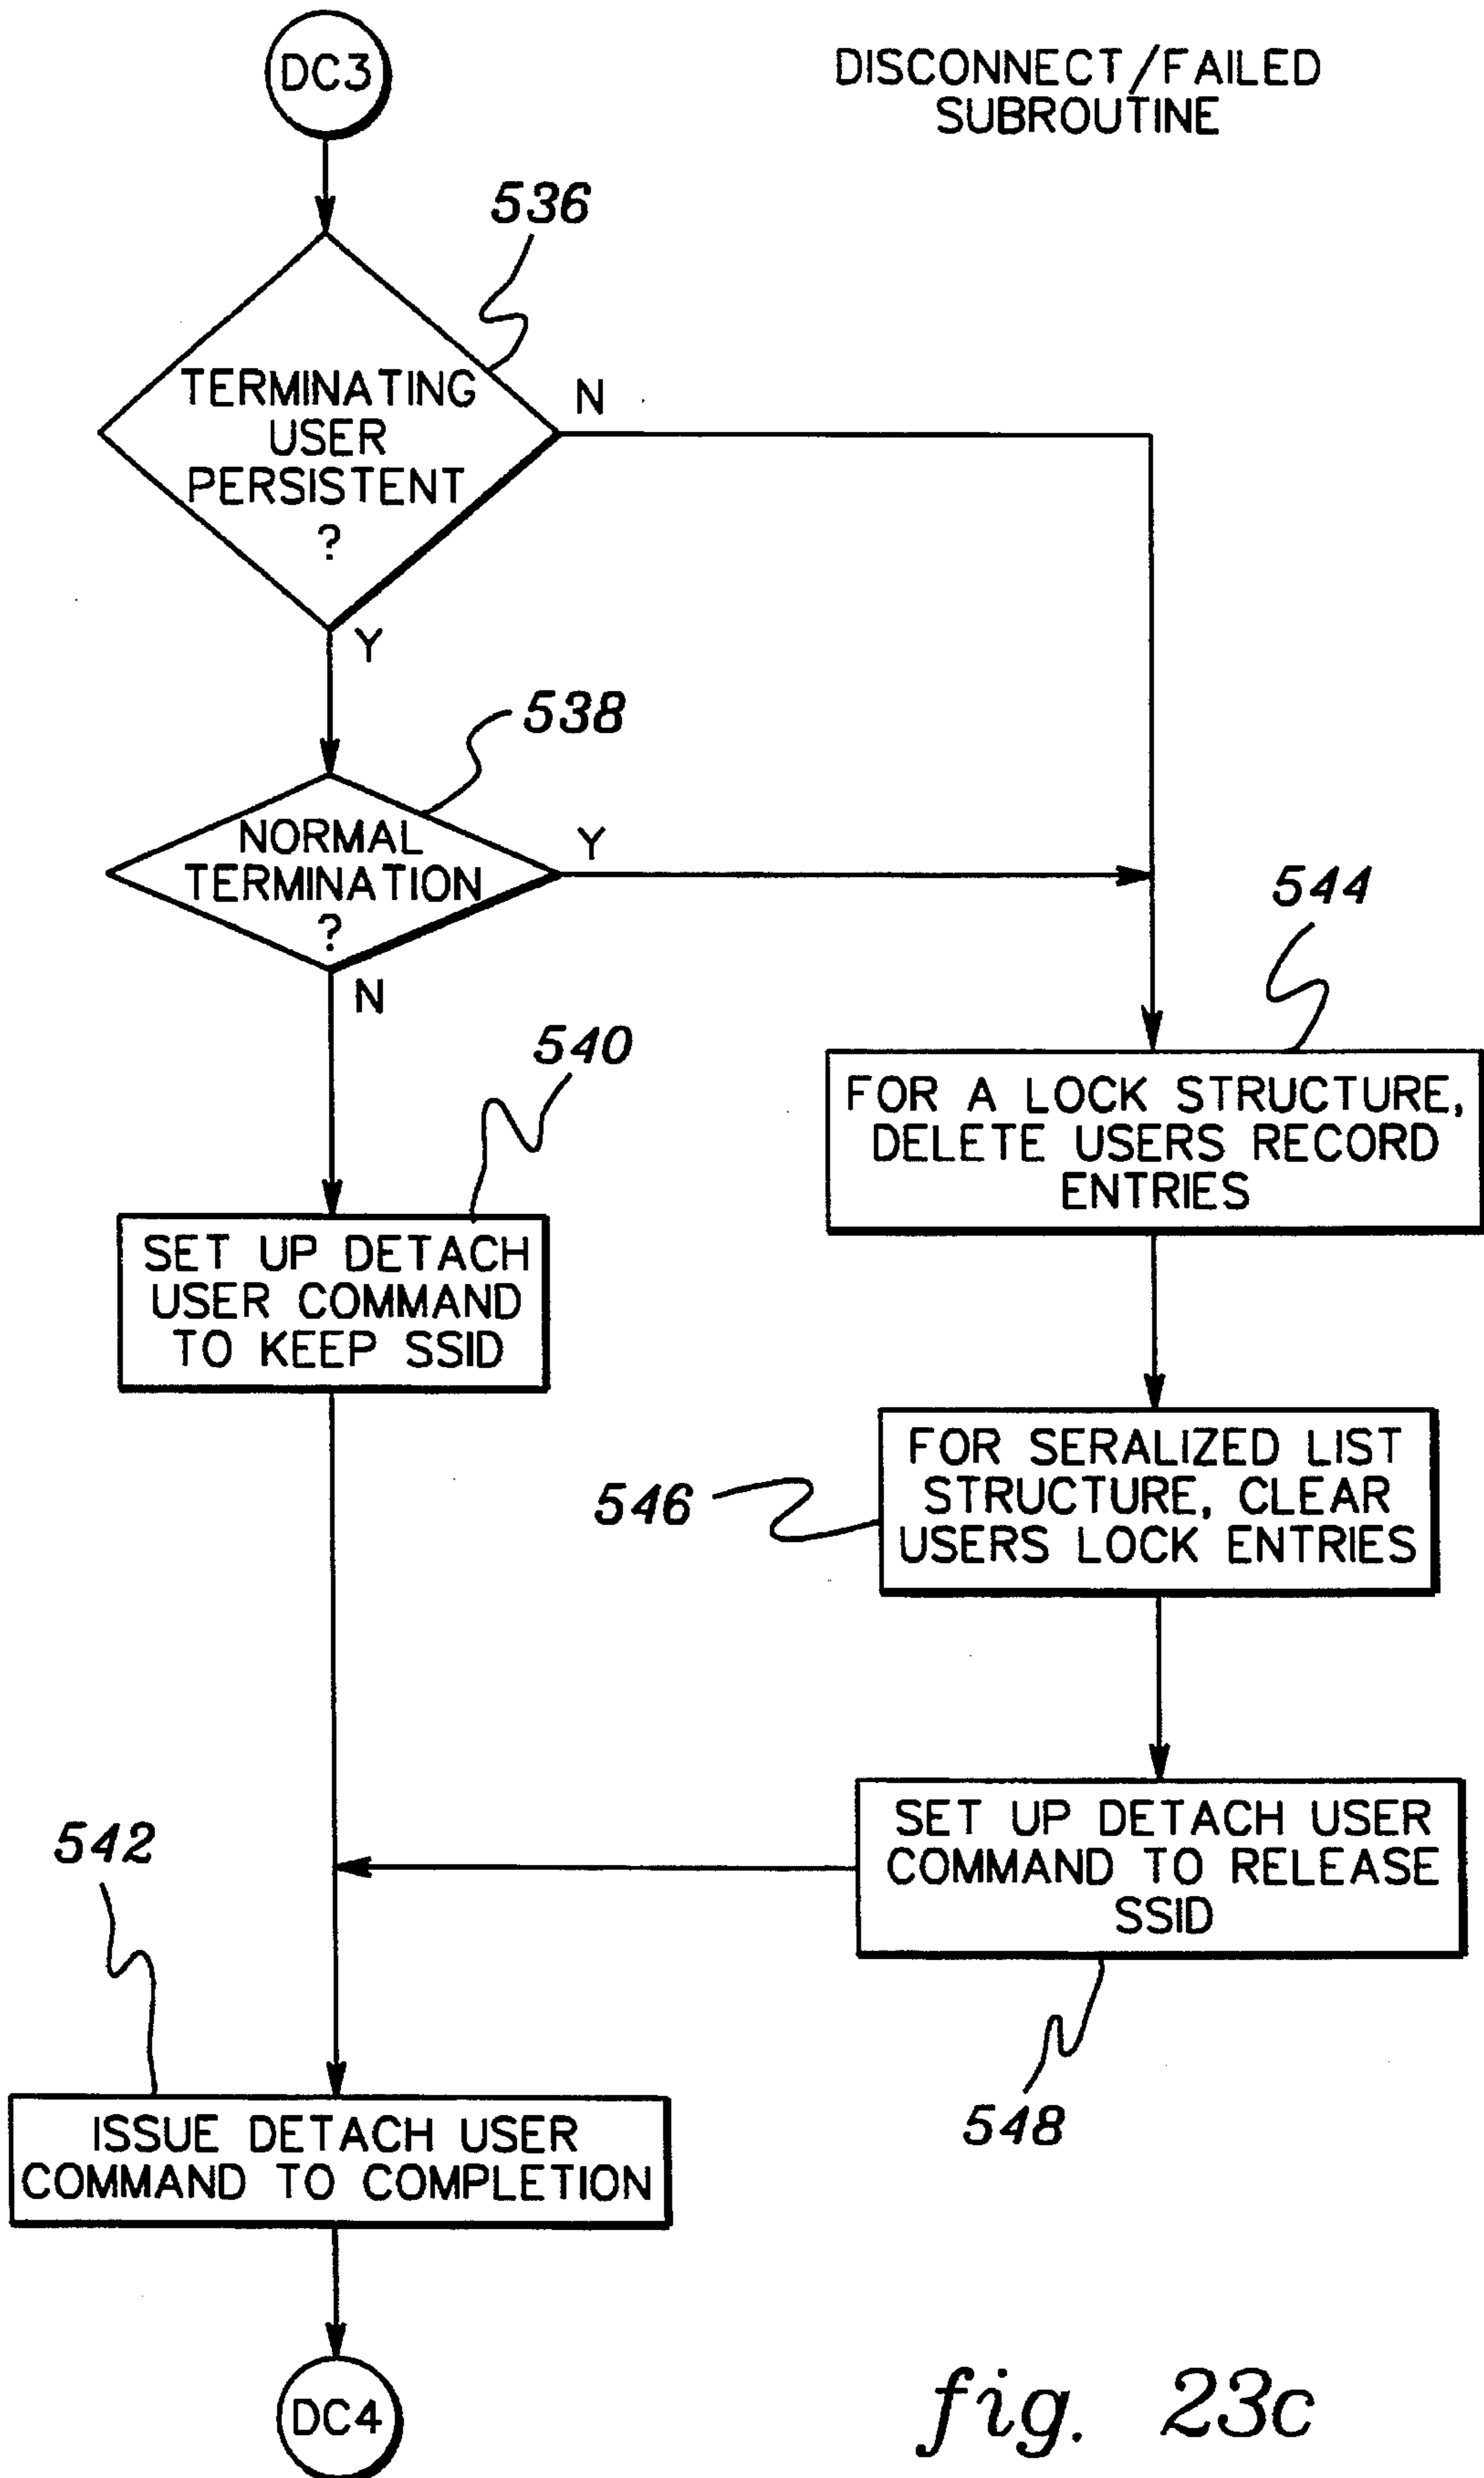 DC3
DISCONNECT/FAILED
SUBROUTINE
536
TERMINATING
USER
PERSISTENT
?
N
Y
538
NORMAL
TERMINATION
?
Y
N
544
FOR A LOCK STRUCTURE,
DELETE USERS RECORD
ENTRIES
540
SET UP DETACH
USER COMMAND
TO KEEP SSID
546
FOR SERALIZED LIST
STRUCTURE, CLEAR
USERS LOCK ENTRIES
548
SET UP DETACH USER
COMMAND TO RELEASE
SSID
542
ISSUE DETACH USER
COMMAND TO COMPLETION
DC4
fig. 23c